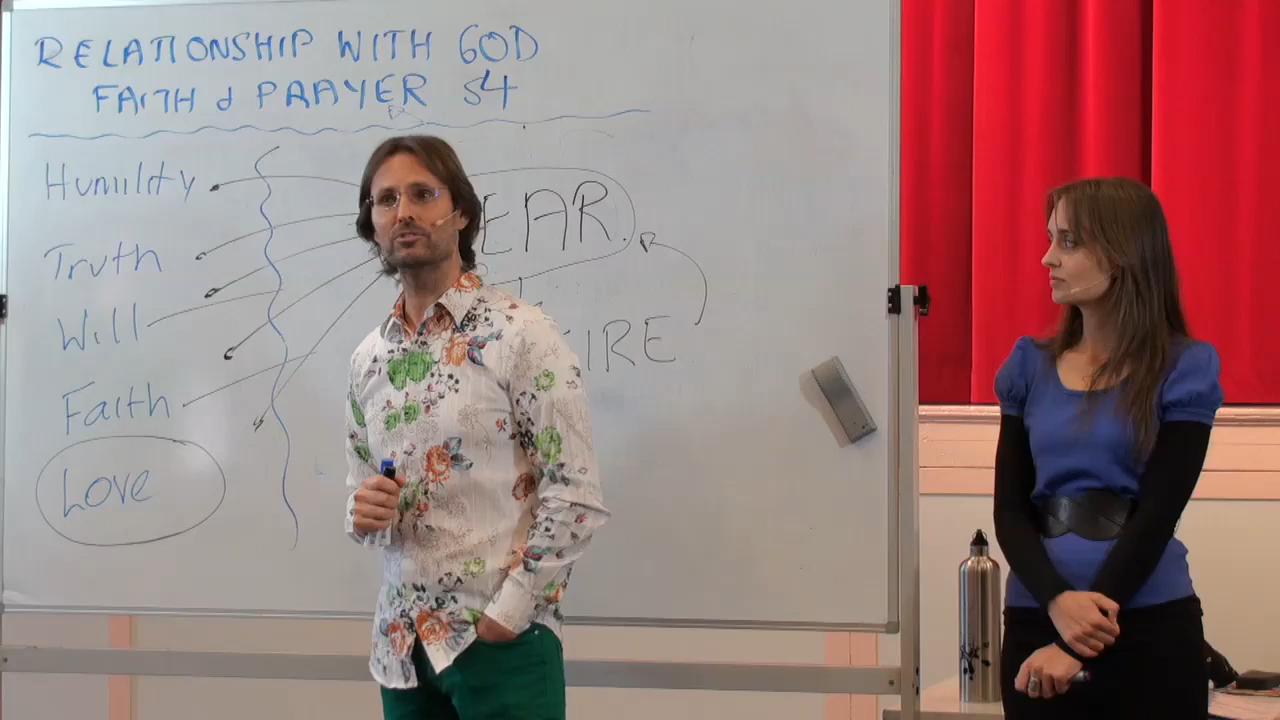 RELATIONSHIP WITH GOD
FAITH & PRAYER S4
Humility
Truth
EAR
Will
IRE
Faith
Love